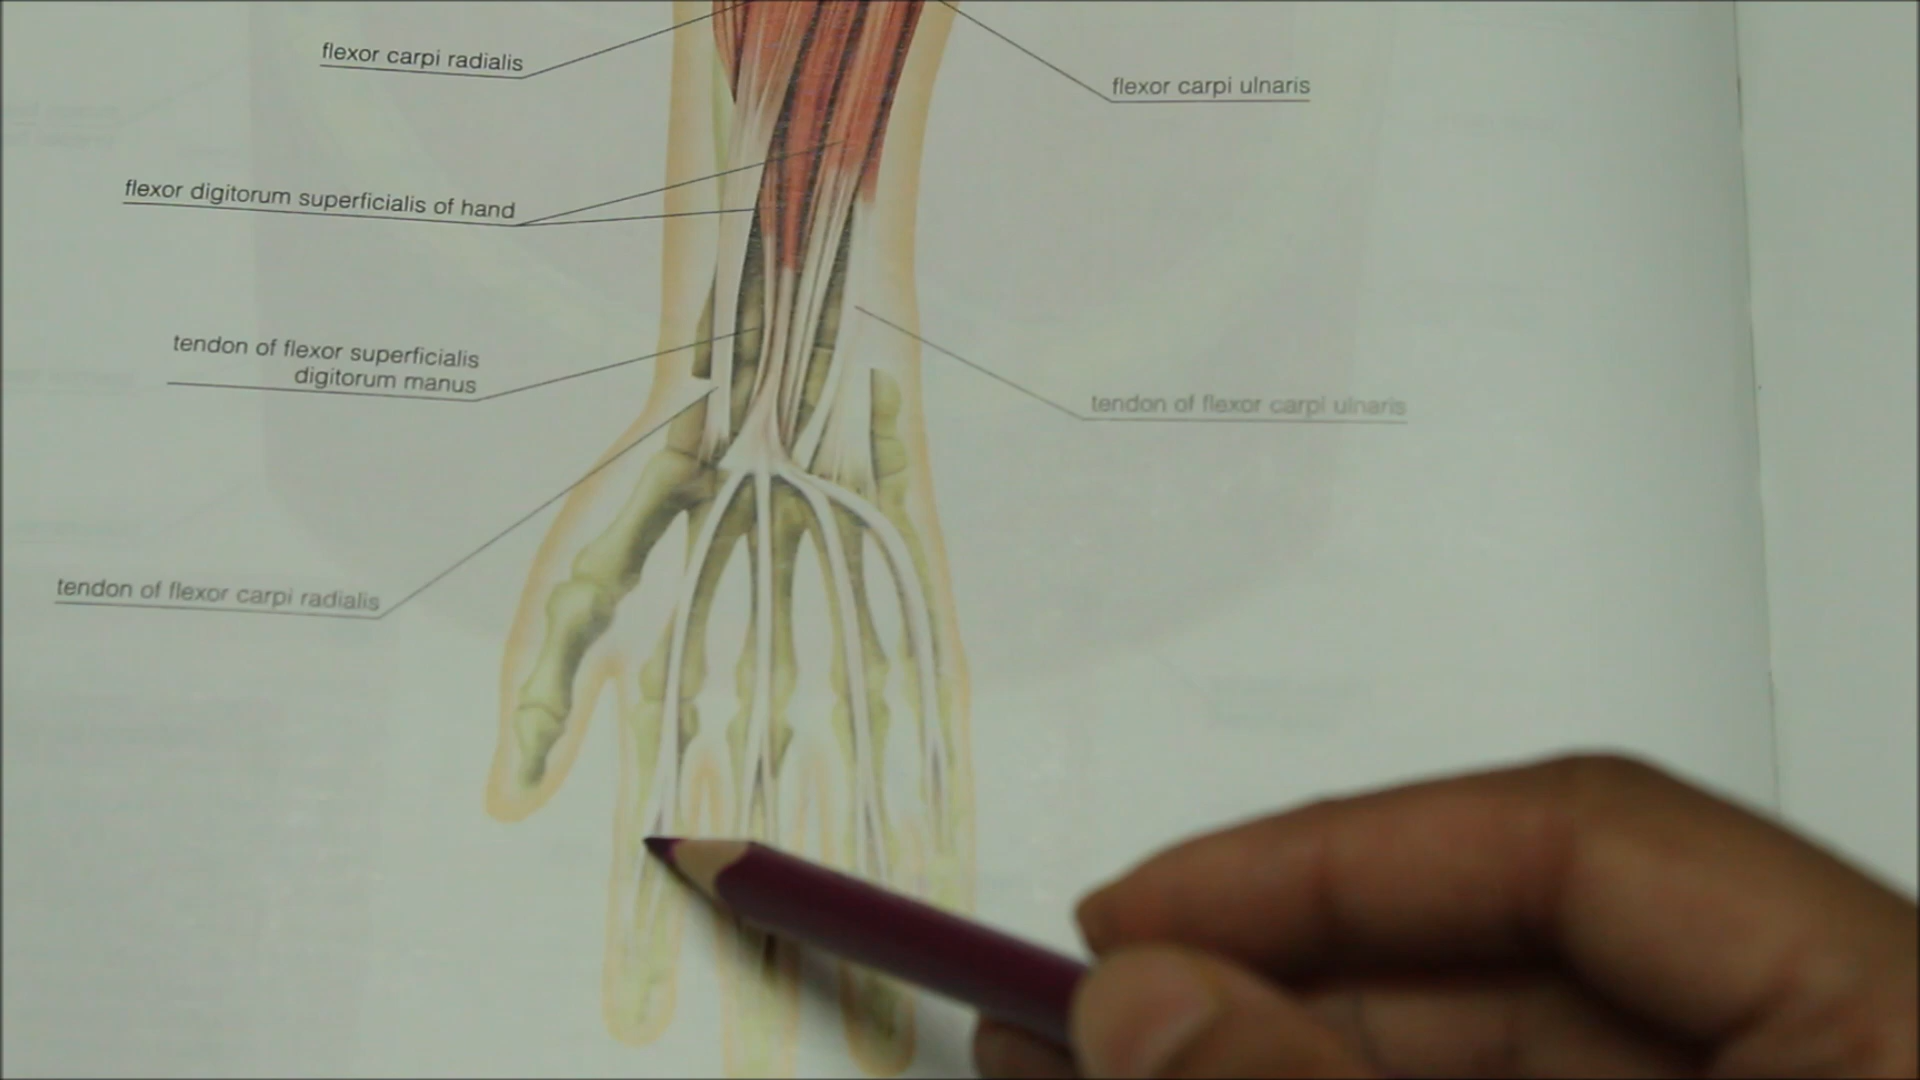 flexor carpi radialis
flexor carpi ulnaris
flexor digitorum superficialis of hand
tendon of flexor superficialis
digitorum manus
tendon of flexor carpi ulnaris
tendon of flexor carpi radialis